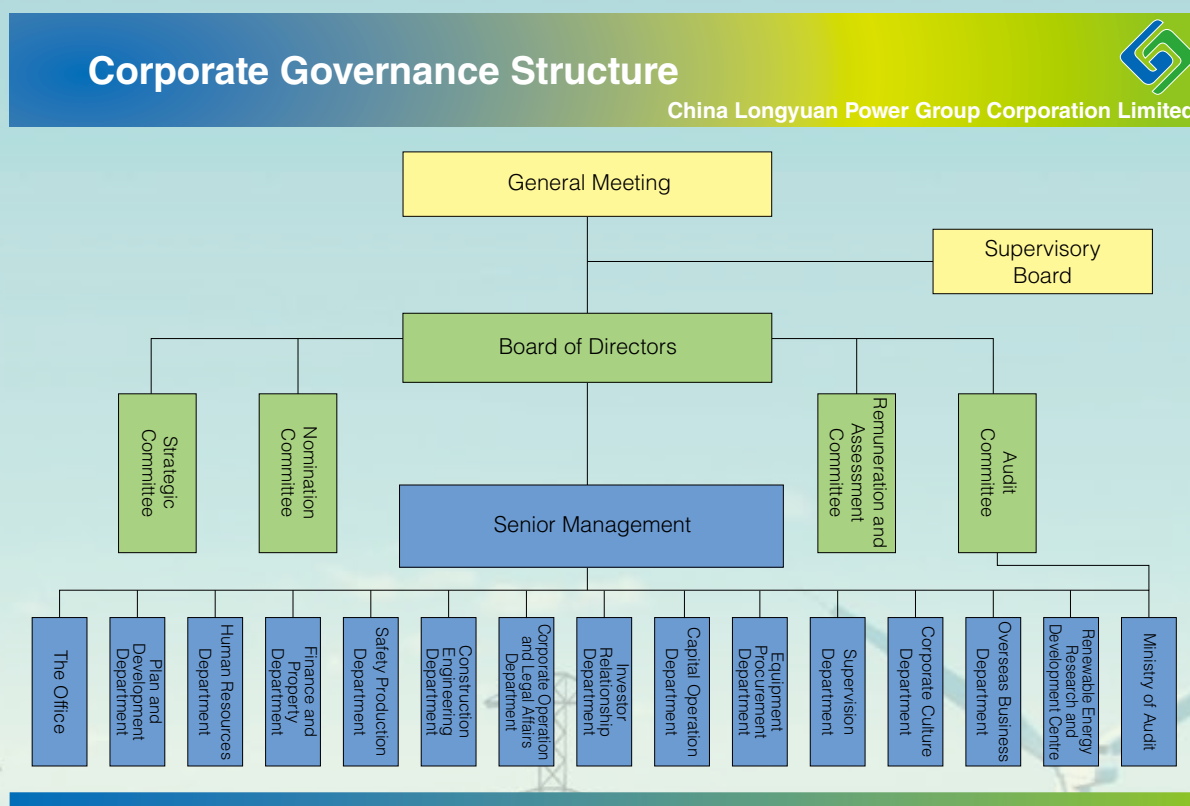 Corporate Governance Structure
China Longyuan Power Group Corporation Limited
General Meeting
Supervisory
Board
Board of Directors
Strategic
Committee
Nomination
Committee
Remuneration and
Assessment
Committee
Audit
Committee
Senior Management
The Office
Plan and
Development
Department
Human Resources
Department
Finance and
Property
Department
Safety Production
Department
Construction
Engineering
Department
Corporate Operation
and Legal Affairs
Department
Investor
Relationship
Department
Capital Operation
Department
Equipment
Procurement
Department
Supervision
Department
Corporate Culture
Department
Overseas Business
Department
Renewable Energy
Research and
Development Centre
Ministry of Audit